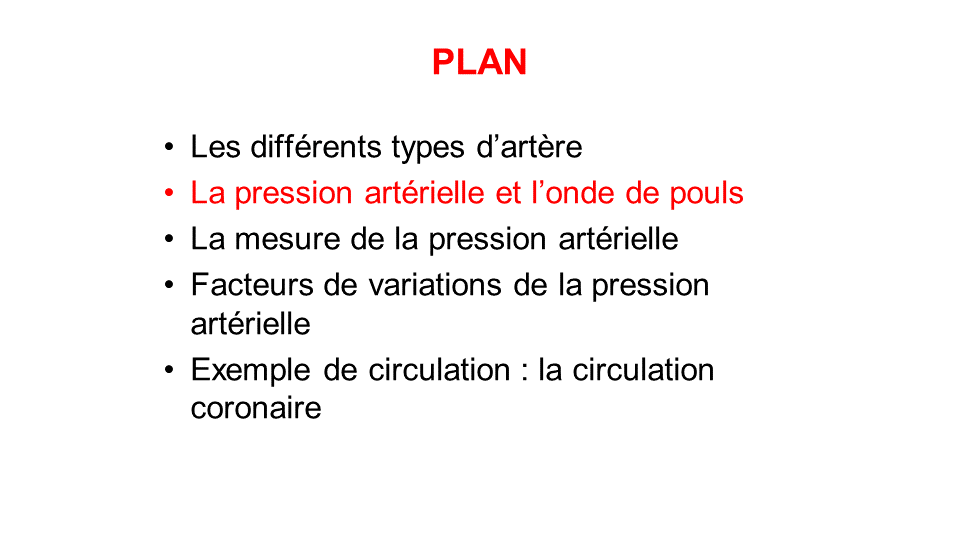 PLAN
• Les différents types d’artère
• La pression artérielle et l’onde de pouls
• La mesure de la pression artérielle
• Facteurs de variations de la pression
artérielle
• Exemple de circulation : la circulation
coronaire